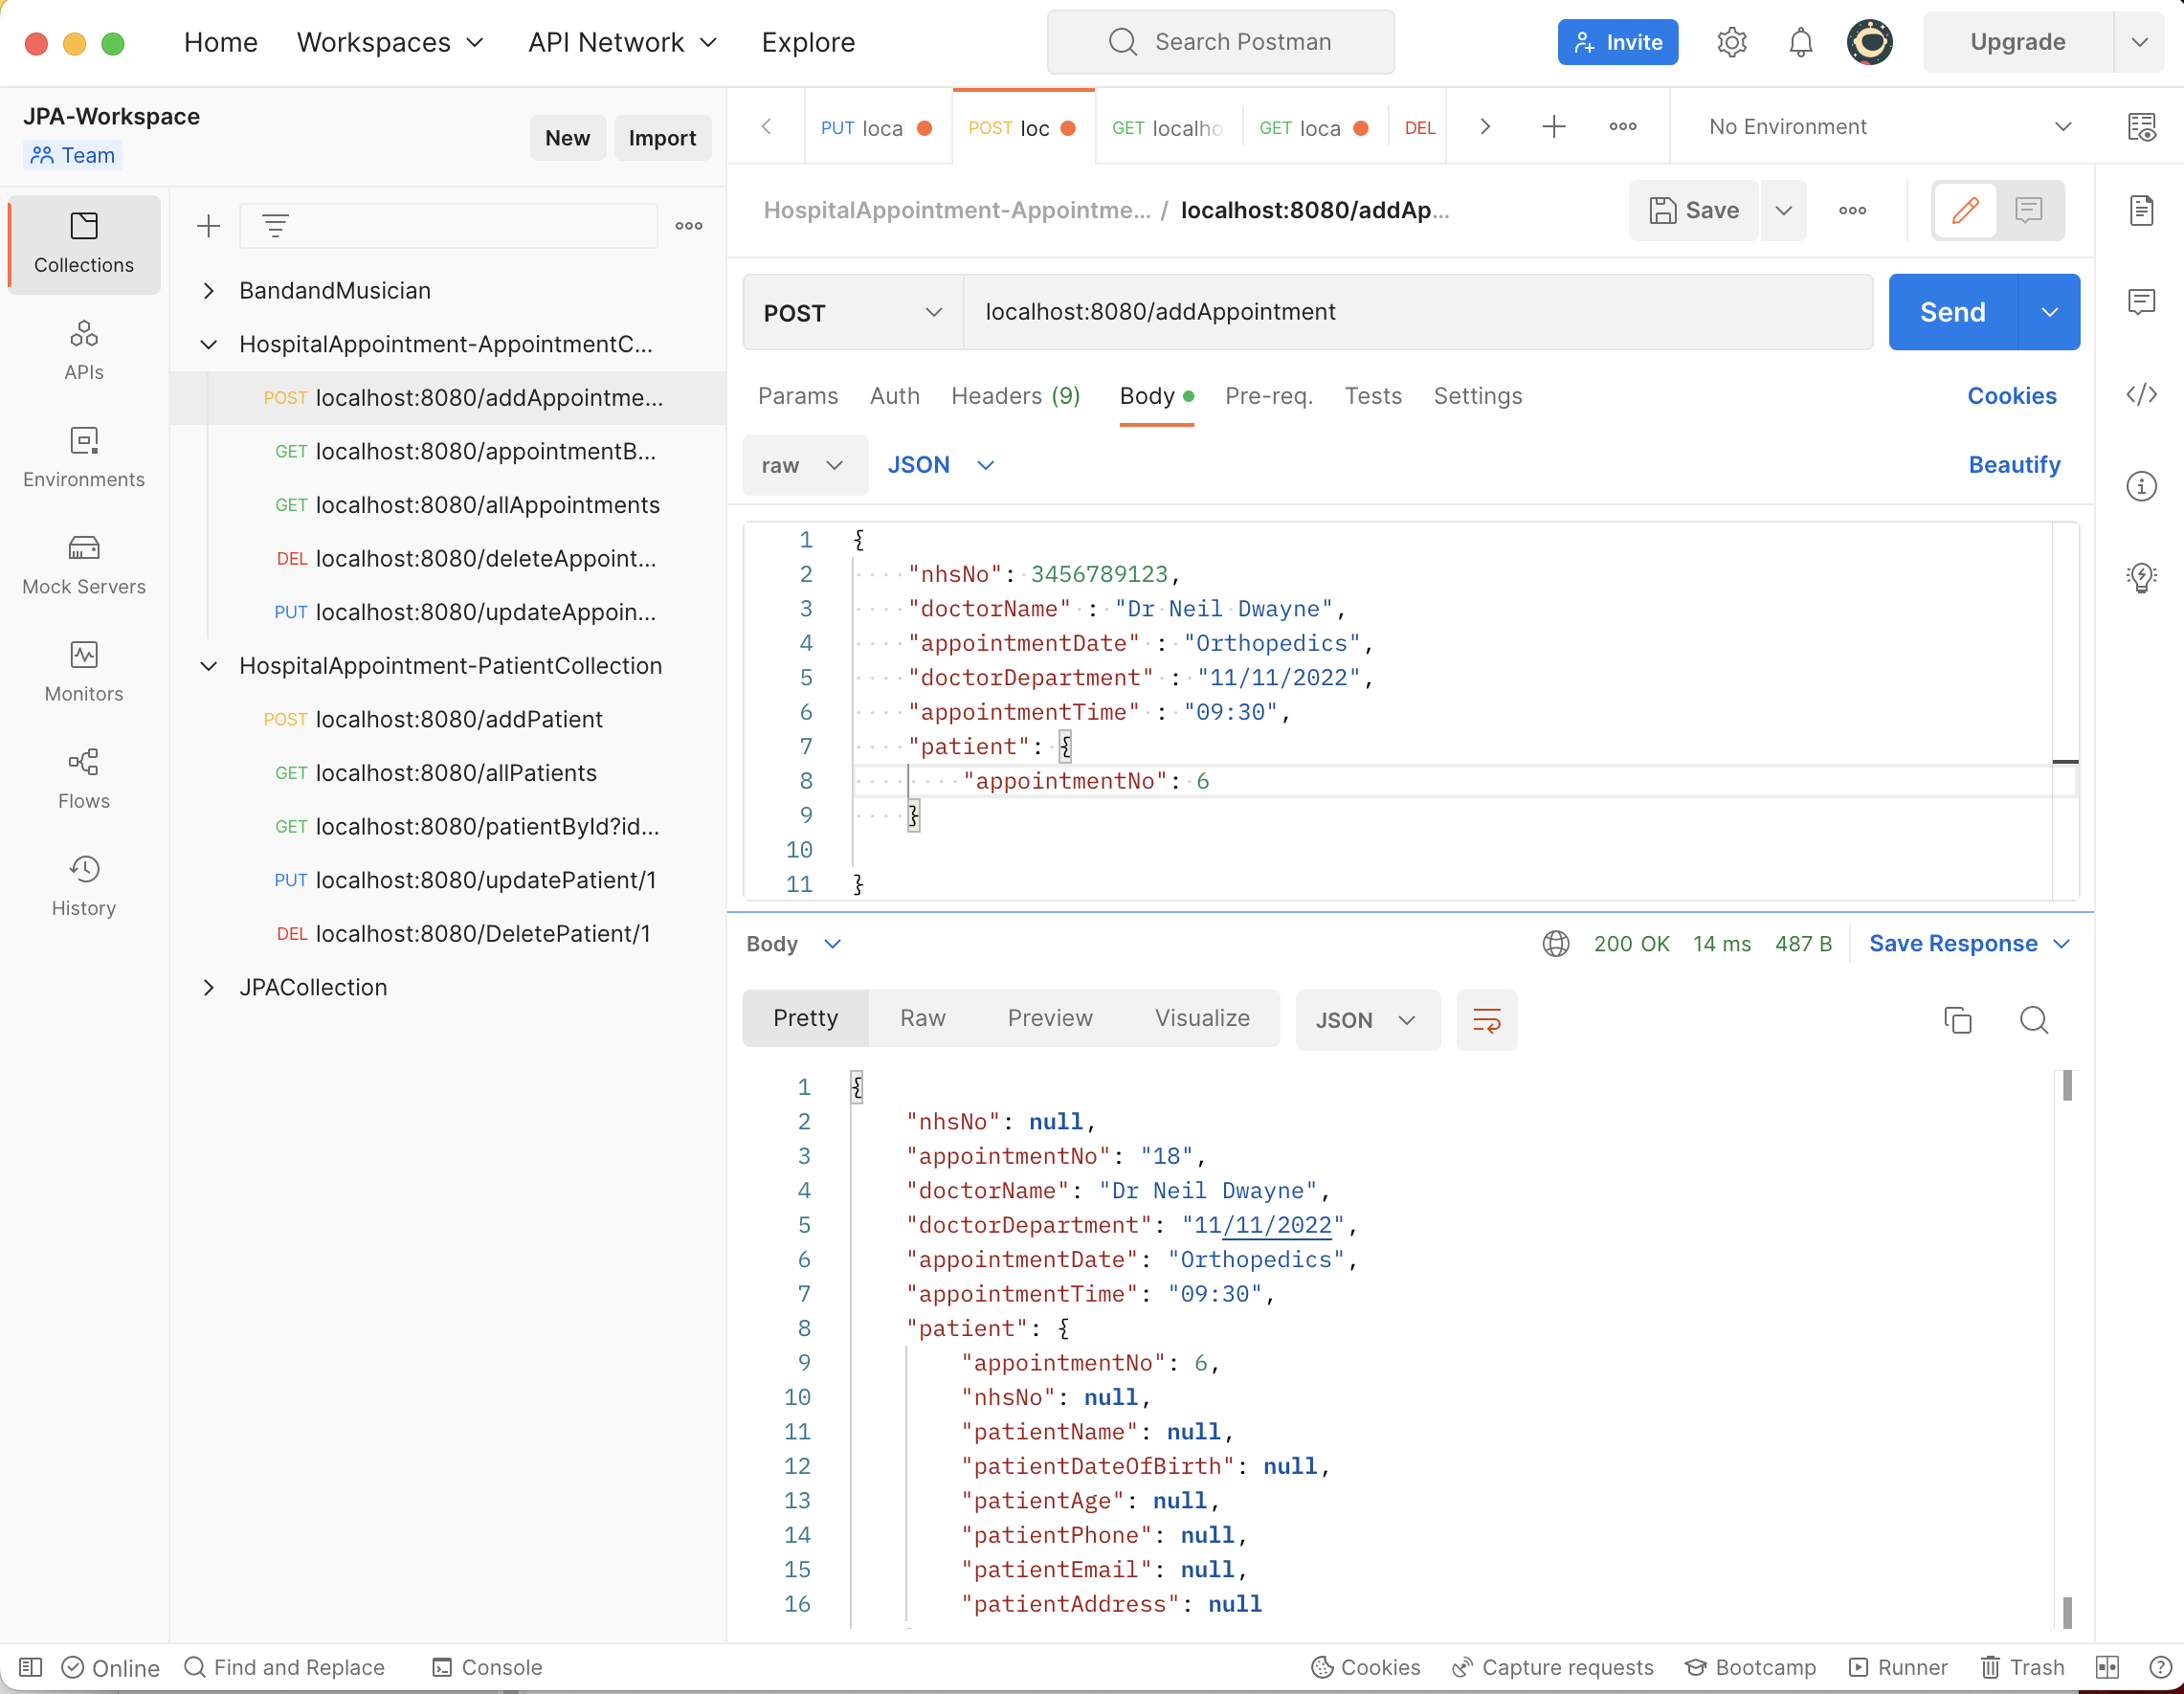 Home Workspaces API Network Explore Search Postman Invite Upgrade
JPA-Workspace
Team
New Import
PUT loca POST loc GET localho GET loca DEL No Environment
Collections
APIs
Environments
Mock Servers
Monitors
Flows
History
BandandMusician
HospitalAppointment-AppointmentC...
POST localhost:8080/addAppointme...
GET localhost:8080/appointmentB...
GET localhost:8080/allAppointments
DEL localhost:8080/deleteAppoint...
PUT localhost:8080/updateAppoin...
HospitalAppointment-PatientCollection
POST localhost:8080/addPatient
GET localhost:8080/allPatients
GET localhost:8080/patientById?id...
PUT localhost:8080/updatePatient/1
DEL localhost:8080/DeletePatient/1
JPACollection
HospitalAppointment-Appointme... / localhost:8080/addAp... Save
POST localhost:8080/addAppointment Send
Params Auth Headers (9) Body Pre-req. Tests Settings Cookies
raw JSON Beautify
1 {
2 "nhsNo": 3456789123,
3 "doctorName" : "Dr Neil Dwayne",
4 "appointmentDate" : "Orthopedics",
5 "doctorDepartment" : "11/11/2022",
6 "appointmentTime" : "09:30",
7 "patient": {
8 "appointmentNo": 6
9 }
10
11 }
Body 200 OK 14 ms 487 B Save Response
Pretty Raw Preview Visualize JSON
1 {
2 "nhsNo": null,
3 "appointmentNo": "18",
4 "doctorName": "Dr Neil Dwayne",
5 "doctorDepartment": "11/11/2022",
6 "appointmentDate": "Orthopedics",
7 "appointmentTime": "09:30",
8 "patient": {
9 "appointmentNo": 6,
10 "nhsNo": null,
11 "patientName": null,
12 "patientDateOfBirth": null,
13 "patientAge": null,
14 "patientPhone": null,
15 "patientEmail": null,
16 "patientAddress": null
Online Find and Replace Console Cookies Capture requests Bootcamp Runner Trash